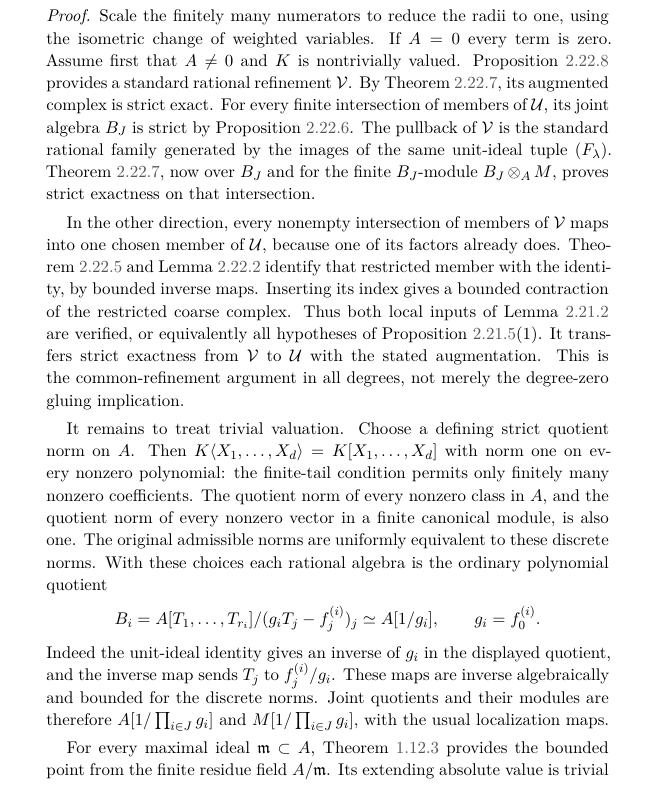 Proof. Scale the finitely many numerators to reduce the radii to one, using
the isometric change of weighted variables. If A = 0 every term is zero.
Assume first that A ≠ 0 and K is nontrivially valued. Proposition 2.22.8
provides a standard rational refinement 𝒱. By Theorem 2.22.7, its augmented
complex is strict exact. For every finite intersection of members of 𝒰, its joint
algebra B_J is strict by Proposition 2.22.6. The pullback of 𝒱 is the standard
rational family generated by the images of the same unit-ideal tuple (F_λ).
Theorem 2.22.7, now over B_J and for the finite B_J-module B_J ⊗_A M, proves
strict exactness on that intersection.
In the other direction, every nonempty intersection of members of 𝒱 maps
into one chosen member of 𝒰, because one of its factors already does. Theo-
rem 2.22.5 and Lemma 2.22.2 identify that restricted member with the identi-
ty, by bounded inverse maps. Inserting its index gives a bounded contraction
of the restricted coarse complex. Thus both local inputs of Lemma 2.21.2
are verified, or equivalently all hypotheses of Proposition 2.21.5(1). It trans-
fers strict exactness from 𝒱 to 𝒰 with the stated augmentation. This is
the common-refinement argument in all degrees, not merely the degree-zero
gluing implication.
It remains to treat trivial valuation. Choose a defining strict quotient
norm on A. Then K⟨X_1, . . . , X_d⟩ = K[X_1, . . . , X_d] with norm one on ev-
ery nonzero polynomial: the finite-tail condition permits only finitely many
nonzero coefficients. The quotient norm of every nonzero class in A, and the
quotient norm of every nonzero vector in a finite canonical module, is also
one. The original admissible norms are uniformly equivalent to these discrete
norms. With these choices each rational algebra is the ordinary polynomial
quotient
B_i = A[T_1, . . . , T_{r_i}]/(g_i T_j − f_j^{(i)})_j ≃ A[1/g_i], g_i = f_0^{(i)}.
Indeed the unit-ideal identity gives an inverse of g_i in the displayed quotient,
and the inverse map sends T_j to f_j^{(i)}/g_i. These maps are inverse algebraically
and bounded for the discrete norms. Joint quotients and their modules are
therefore A[1/∏_{i∈J} g_i] and M[1/∏_{i∈J} g_i], with the usual localization maps.
For every maximal ideal 𝔪 ⊂ A, Theorem 1.12.3 provides the bounded
point from the finite residue field A/𝔪. Its extending absolute value is trivial